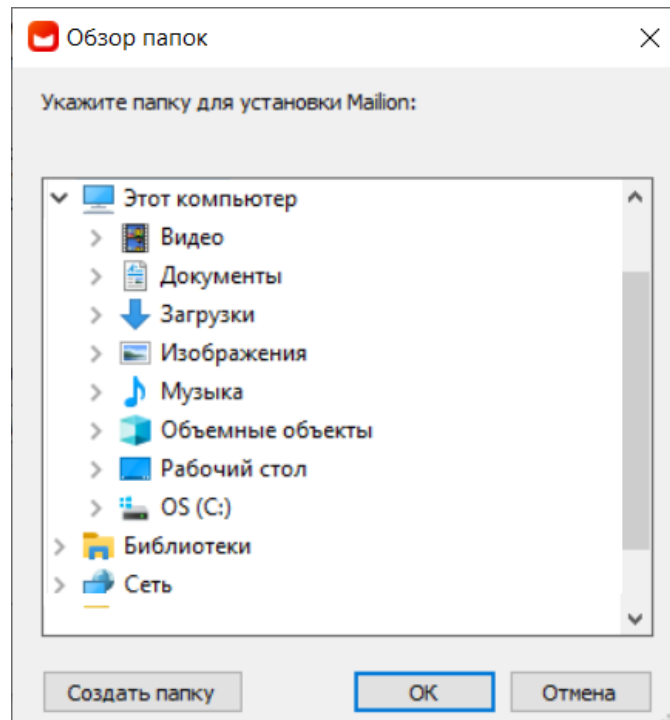 Обзор папок
Укажите папку для установки Mailion:
Этот компьютер
Видео
Документы
Загрузки
Изображения
Музыка
Объемные объекты
Рабочий стол
OS (C:)
Библиотеки
Сеть
Создать папку
ОК
Отмена